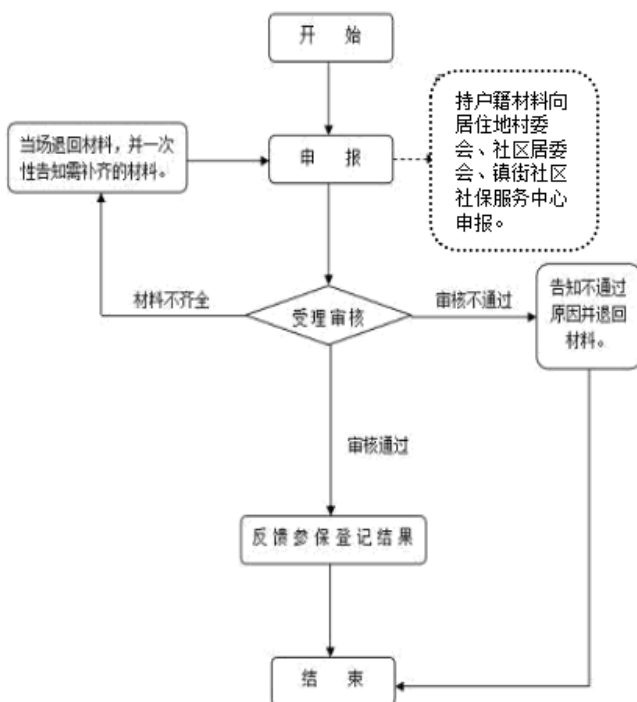 开 始
持户籍材料向
居住地村委
会、社区居委
会、镇街社区
社保服务中心
申报。
当场退回材料，并一次
性告知需补齐的材料。
申 报
材料不齐全
受理审核
审核不通过
告知不通过
原因并退回
材料。
审核通过
反馈参保登记结果
结 束